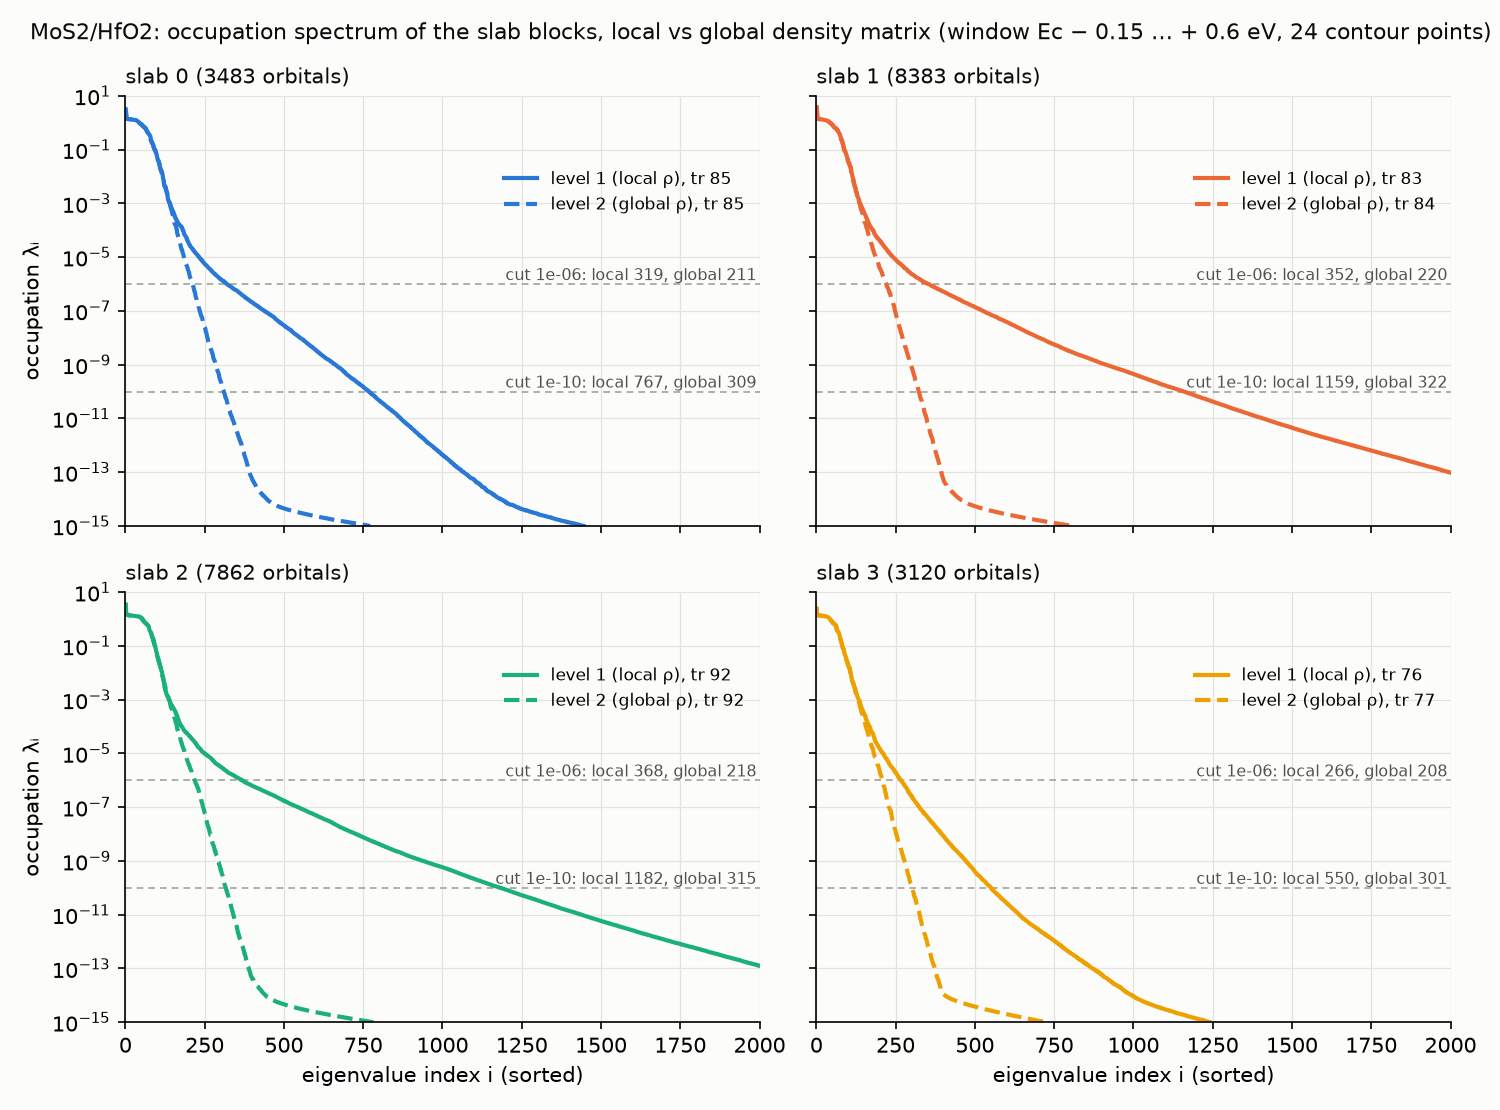 MoS2/HfO2: occupation spectrum of the slab blocks, local vs global density matrix (window Ec − 0.15 … + 0.6 eV, 24 contour points)
slab 0 (3483 orbitals)
10¹
10⁻¹
10⁻³
10⁻⁵
10⁻⁷
10⁻⁹
10⁻¹¹
10⁻¹³
10⁻¹⁵
occupation λᵢ
level 1 (local ρ), tr 85
level 2 (global ρ), tr 85
cut 1e-06: local 319, global 211
cut 1e-10: local 767, global 309
slab 1 (8383 orbitals)
level 1 (local ρ), tr 83
level 2 (global ρ), tr 84
cut 1e-06: local 352, global 220
cut 1e-10: local 1159, global 322
slab 2 (7862 orbitals)
10¹
10⁻¹
10⁻³
10⁻⁵
10⁻⁷
10⁻⁹
10⁻¹¹
10⁻¹³
10⁻¹⁵
occupation λᵢ
level 1 (local ρ), tr 92
level 2 (global ρ), tr 92
cut 1e-06: local 368, global 218
cut 1e-10: local 1182, global 315
0 250 500 750 1000 1250 1500 1750 2000
eigenvalue index i (sorted)
slab 3 (3120 orbitals)
level 1 (local ρ), tr 76
level 2 (global ρ), tr 77
cut 1e-06: local 266, global 208
cut 1e-10: local 550, global 301
0 250 500 750 1000 1250 1500 1750 2000
eigenvalue index i (sorted)